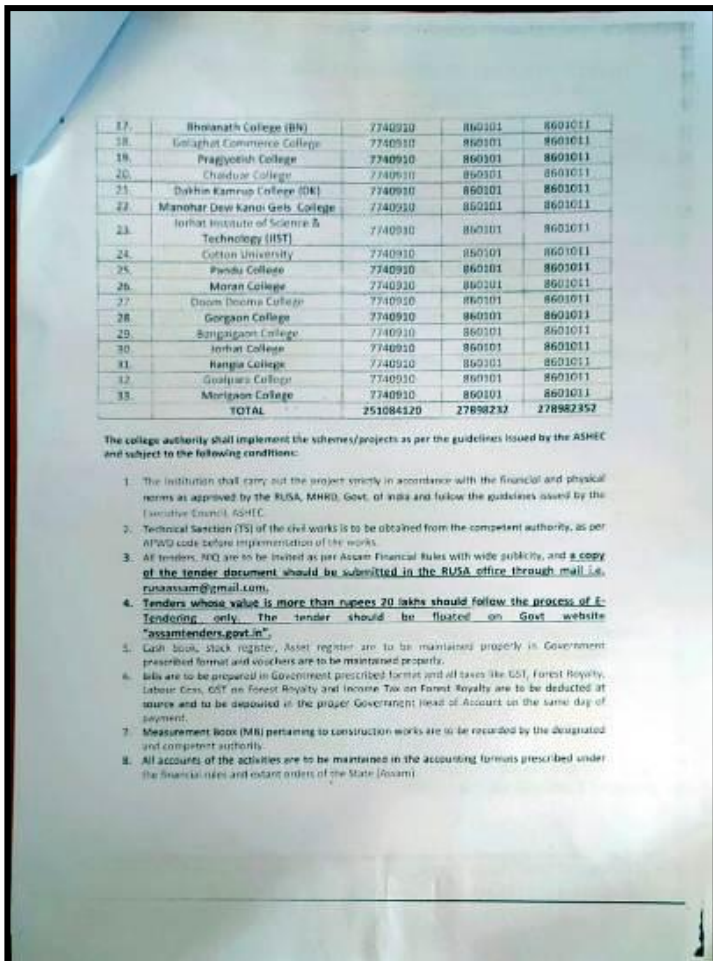 17. Bholanath College (BN) 7740910 860101 8601011
18. Golaghat Commerce College 7740910 860101 8601011
19. Pragjyotish College 7740910 860101 8601011
20. Chaiduar College 7740910 860101 8601011
21. Dakhin Kamrup College (DK) 7740910 860101 8601011
22. Manohar Dew Kanoi Gels College 7740910 860101 8601011
23. Jorhat Institute of Science &
Technology (JIST) 7740910 860101 8601011
24. Cotton University 7740910 860101 8601011
25. Pandu College 7740910 860101 8601011
26. Moran College 7740910 860101 8601011
27. Doom Dooma College 7740910 860101 8601011
28. Gorgaon College 7740910 860101 8601011
29. Bongaigaon College 7740910 860101 8601011
30. Jorhat College 7740910 860101 8601011
31. Rangia College 7740910 860101 8601011
32. Goalpara College 7740910 860101 8601011
33. Morigaon College 7740910 860101 8601011
TOTAL 251084120 27898232 278982352
The college authority shall implement the schemes/projects as per the guidelines issued by the ASHEC
and subject to the following conditions:
1. The institution shall carry out the project strictly in accordance with the financial and physical
norms as approved by the RUSA, MHRD, Govt. of India and follow the guidelines issued by the
Executive Council, ASHEC.
2. Technical Sanction (TS) of the civil works is to be obtained from the competent authority, as per
APWD code before implementation of the works.
3. All tenders, NIQ are to be invited as per Assam Financial Rules with wide publicity, and a copy
of the tender document should be submitted in the RUSA office through mail i.e.
rusaassam@gmail.com.
4. Tenders whose value is more than rupees 20 lakhs should follow the process of E-
Tendering only. The tender should be floated on Govt website
"assamtenders.govt.in".
5. Cash book, stock register, Asset register are to be maintained properly in Government
prescribed format and vouchers are to be maintained properly.
6. Bills are to be prepared in Government prescribed format and all taxes like GST, Forest Royalty,
Labour Cess, GST on Forest Royalty and Income Tax on Forest Royalty are to be deducted at
source and to be deposited in the proper Government Head of Account on the same day of
payment.
7. Measurement Book (MB) pertaining to construction works are to be recorded by the designated
and competent authority.
8. All accounts of the activities are to be maintained in the accounting formats prescribed under
the financial rules and extant orders of the State (Assam)